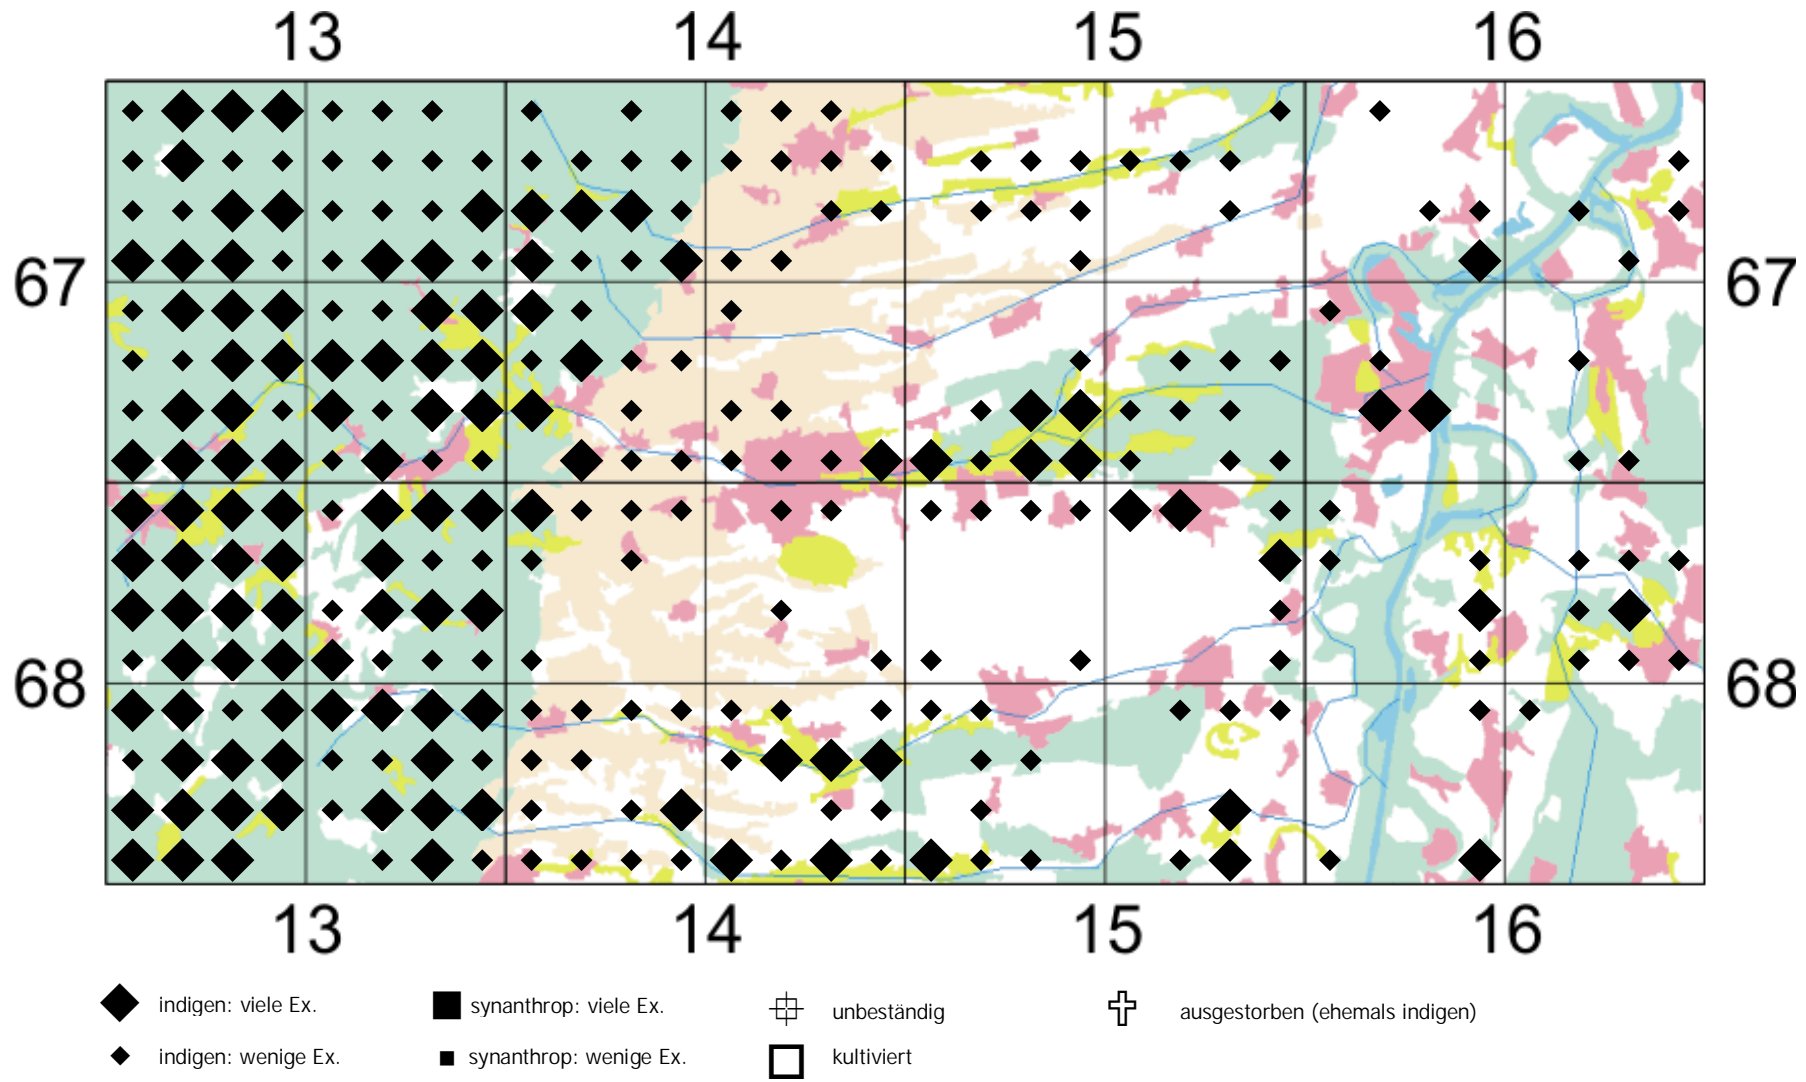 13 14 15 16
67 67
68 68
13 14 15 16
indigen: viele Ex. synanthrop: viele Ex. unbeständig ausgestorben (ehemals indigen)
indigen: wenige Ex. synanthrop: wenige Ex. kultiviert